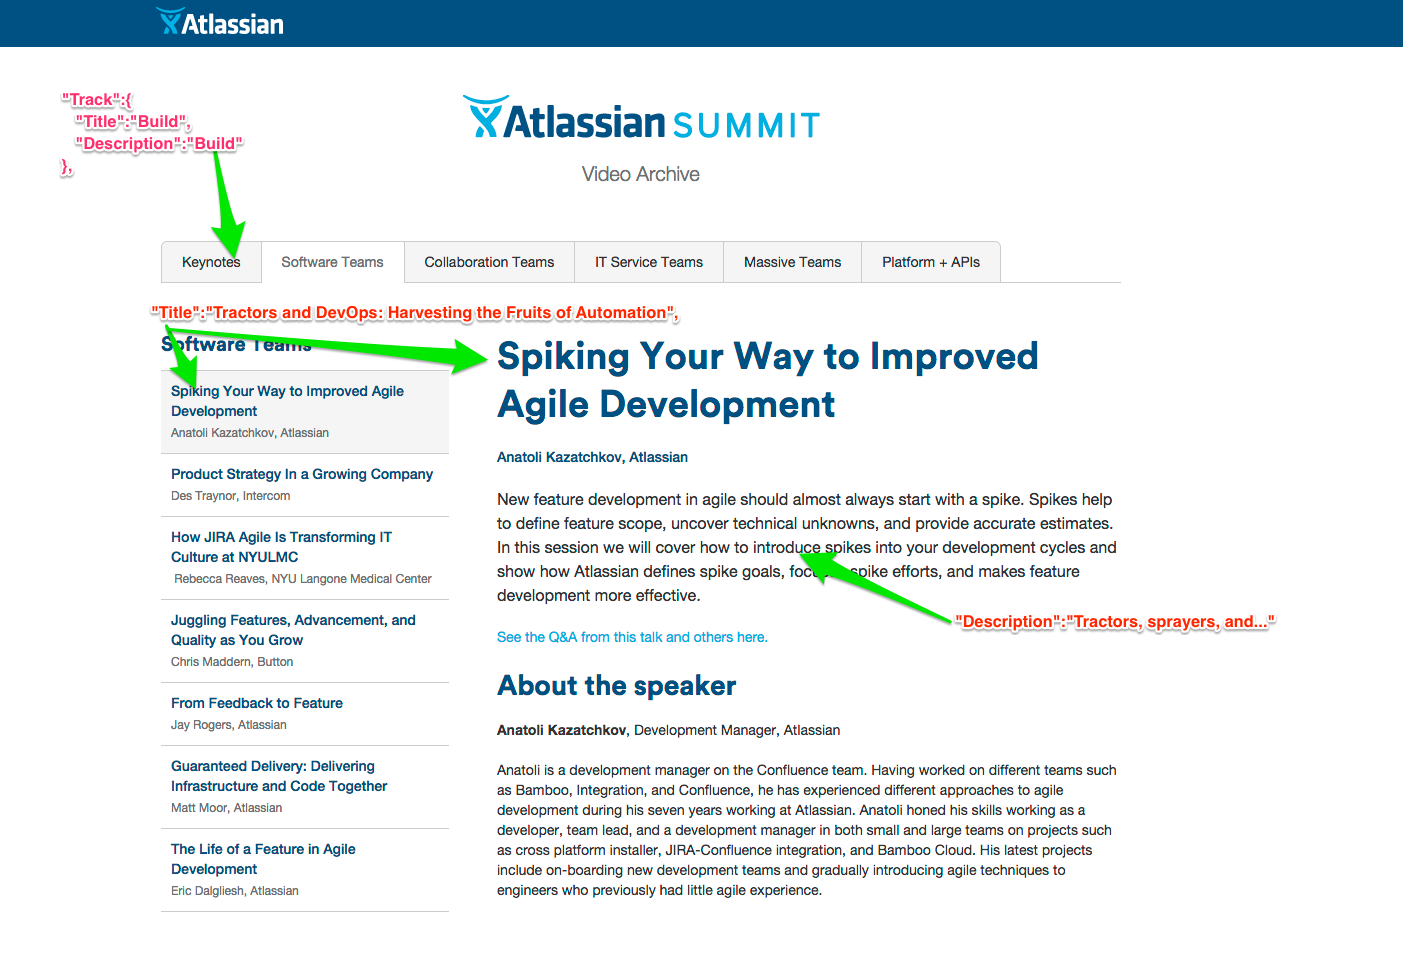 Atlassian
"Track":{
"Title":"Build",
"Description":"Build"
},
Atlassian SUMMIT
Video Archive
Keynotes
Software Teams
Collaboration Teams
IT Service Teams
Massive Teams
Platform + APIs
"Title":"Tractors and DevOps: Harvesting the Fruits of Automation",
Software Teams
Spiking Your Way to Improved Agile
Development
Anatoli Kazatchkov, Atlassian
Product Strategy In a Growing Company
Des Traynor, Intercom
How JIRA Agile Is Transforming IT
Culture at NYULMC
Rebecca Reaves, NYU Langone Medical Center
Juggling Features, Advancement, and
Quality as You Grow
Chris Maddern, Button
From Feedback to Feature
Jay Rogers, Atlassian
Guaranteed Delivery: Delivering
Infrastructure and Code Together
Matt Moor, Atlassian
The Life of a Feature in Agile
Development
Eric Dalgliesh, Atlassian
Spiking Your Way to Improved
Agile Development
Anatoli Kazatchkov, Atlassian
New feature development in agile should almost always start with a spike. Spikes help
to define feature scope, uncover technical unknowns, and provide accurate estimates.
In this session we will cover how to introduce spikes into your development cycles and
show how Atlassian defines spike goals, spike efforts, and makes feature
development more effective.
"Description":"Tractors, sprayers, and..."
See the Q&A from this talk and others here.
About the speaker
Anatoli Kazatchkov, Development Manager, Atlassian
Anatoli is a development manager on the Confluence team. Having worked on different teams such
as Bamboo, Integration, and Confluence, he has experienced different approaches to agile
development during his seven years working at Atlassian. Anatoli honed his skills working as a
developer, team lead, and a development manager in both small and large teams on projects such
as cross platform installer, JIRA-Confluence integration, and Bamboo Cloud. His latest projects
include on-boarding new development teams and gradually introducing agile techniques to
engineers who previously had little agile experience.